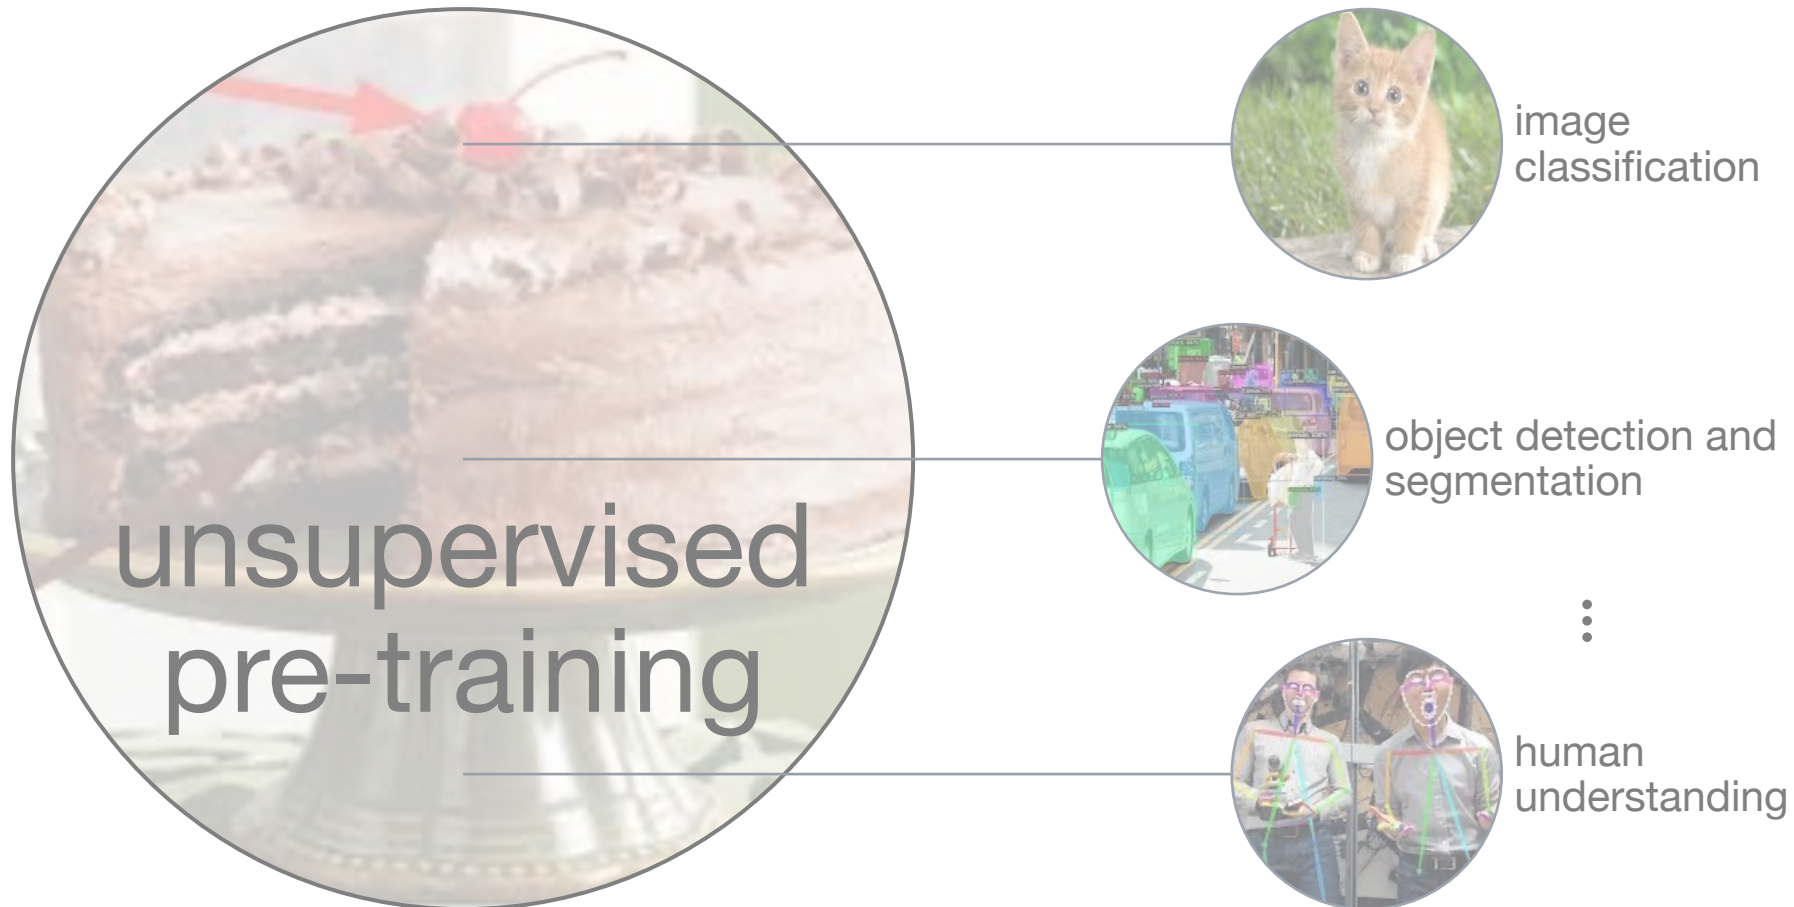 unsupervised
pre-training
image
classification
object detection and
segmentation
human
understanding